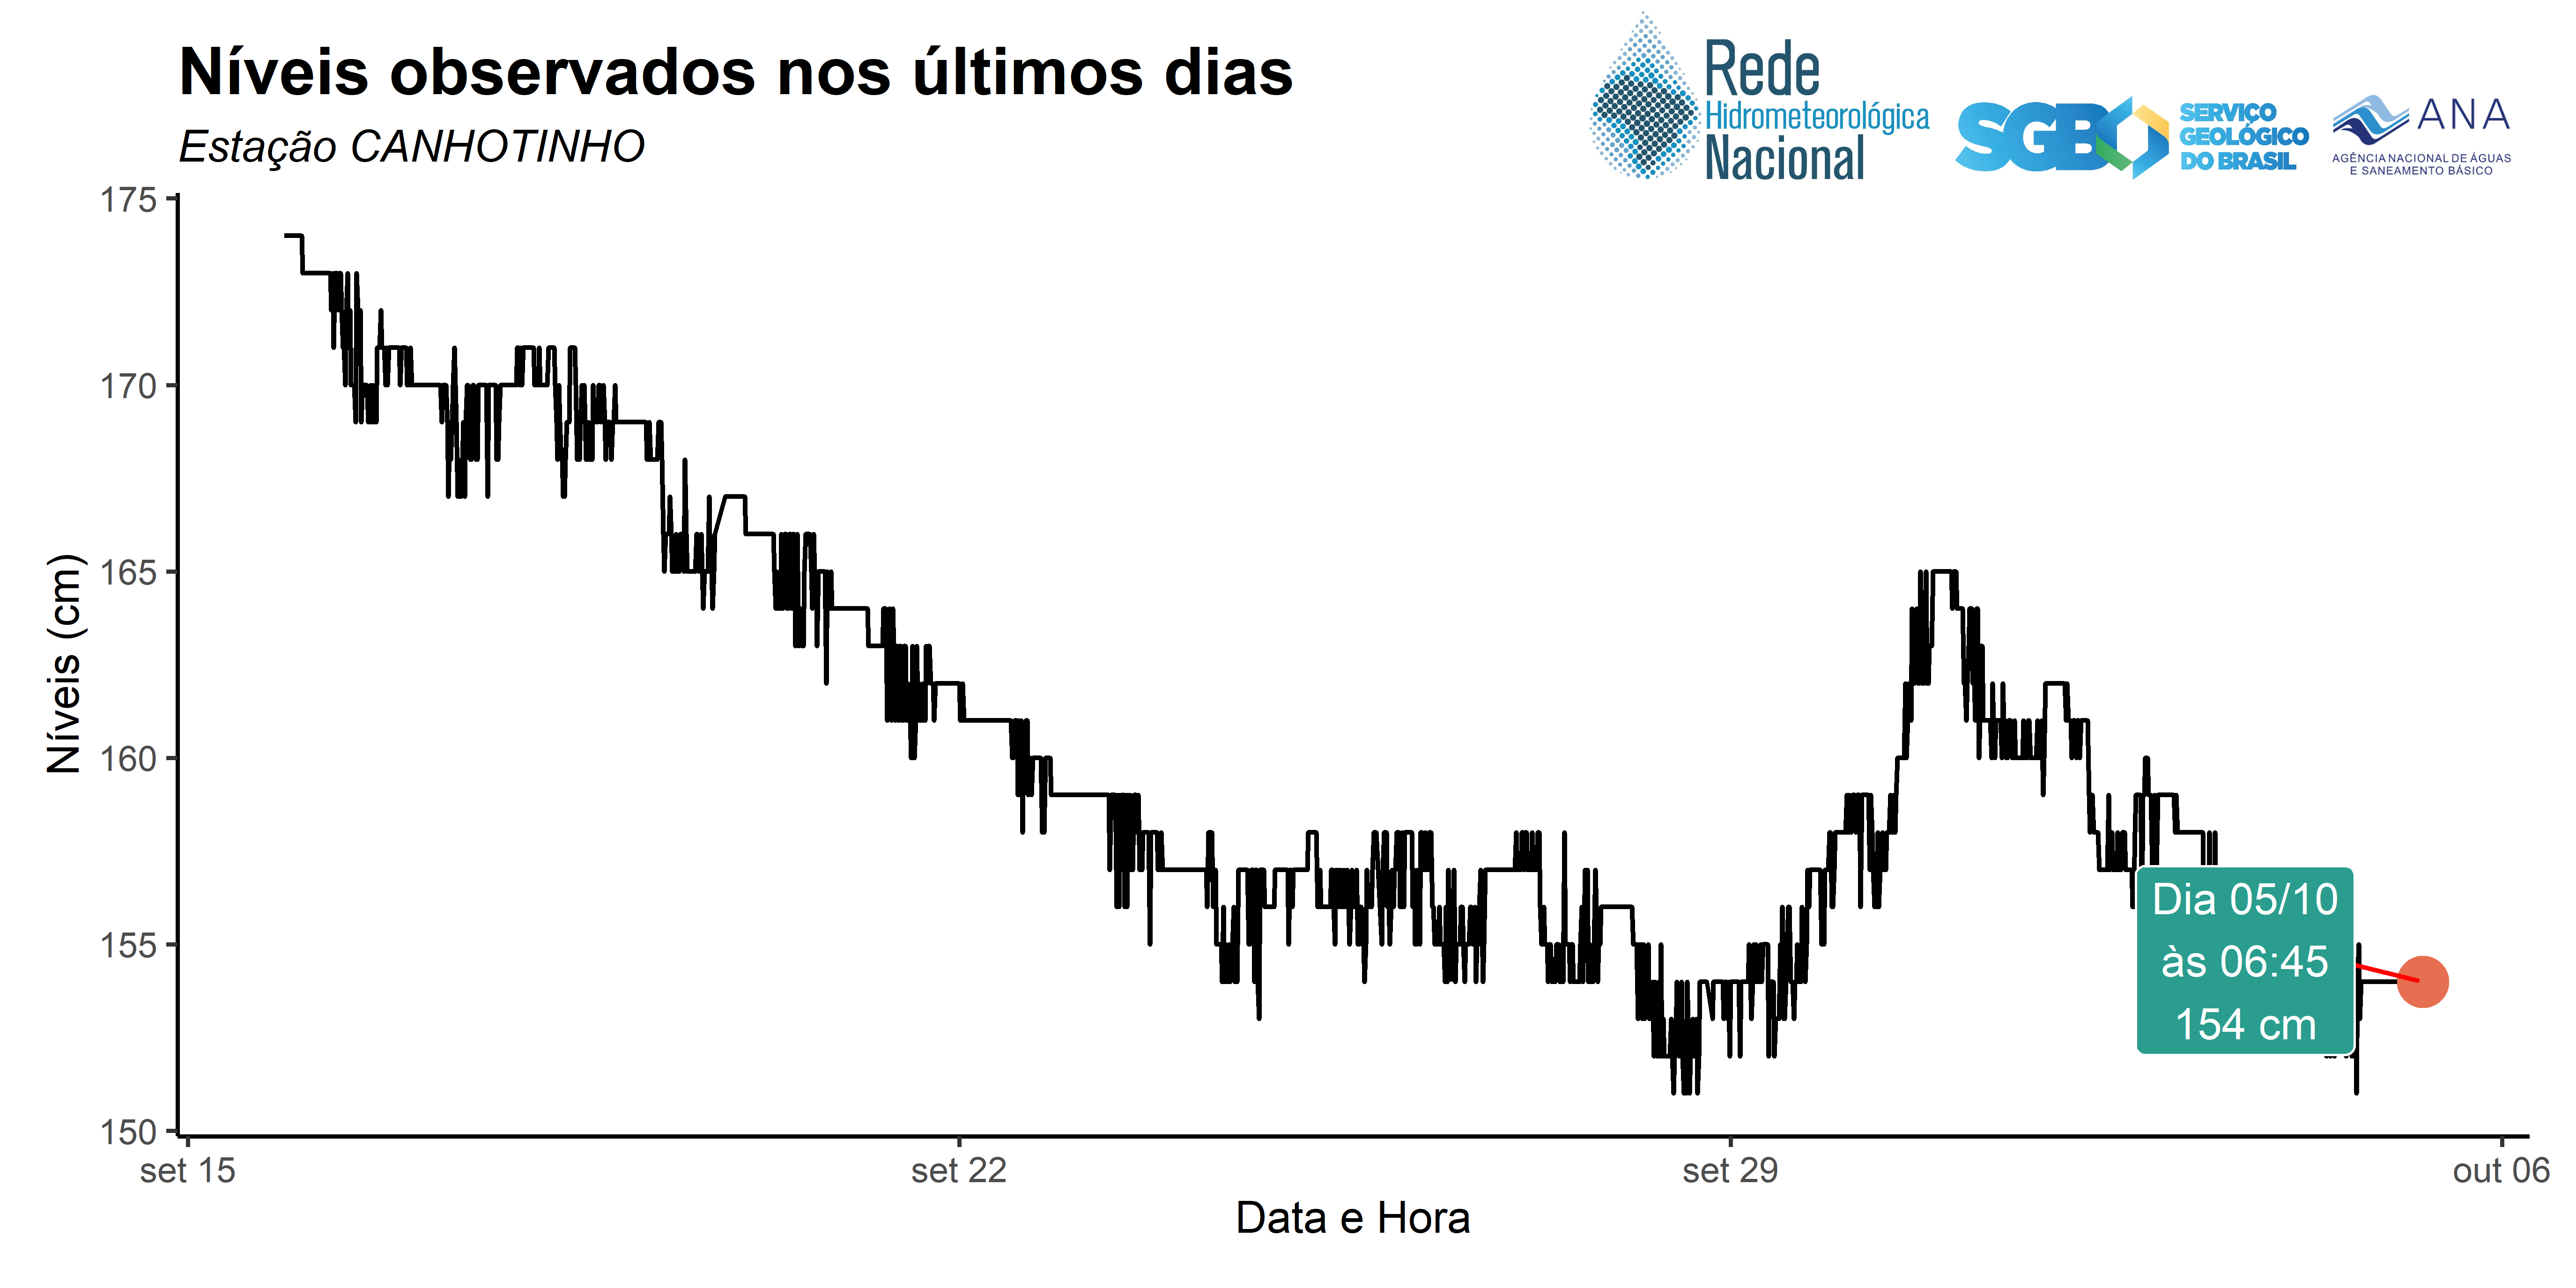 Níveis observados nos últimos dias
Estação CANHOTINHO
Rede
Hidrometeorológica
Nacional
SGB
SERVIÇO
GEOLÓGICO
DO BRASIL
ANA
AGÊNCIA NACIONAL DE ÁGUAS
E SANEAMENTO BÁSICO
Níveis (cm)
175
170
165
160
155
150
Dia 05/10
às 06:45
154 cm
set 15
set 22
set 29
out 06
Data e Hora